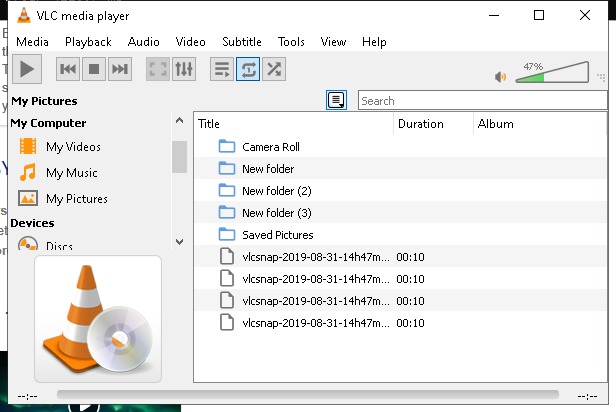 VLC media player
Media Playback Audio Video Subtitle Tools View Help
47%
My Pictures
Search
My Computer
My Videos
My Music
My Pictures
Devices
Discs
Title Duration Album
Camera Roll
New folder
New folder (2)
New folder (3)
Saved Pictures
vlcsnap-2019-08-31-14h47m... 00:10
vlcsnap-2019-08-31-14h47m... 00:10
vlcsnap-2019-08-31-14h47m... 00:10
vlcsnap-2019-08-31-14h47m... 00:10
--:-- --:--